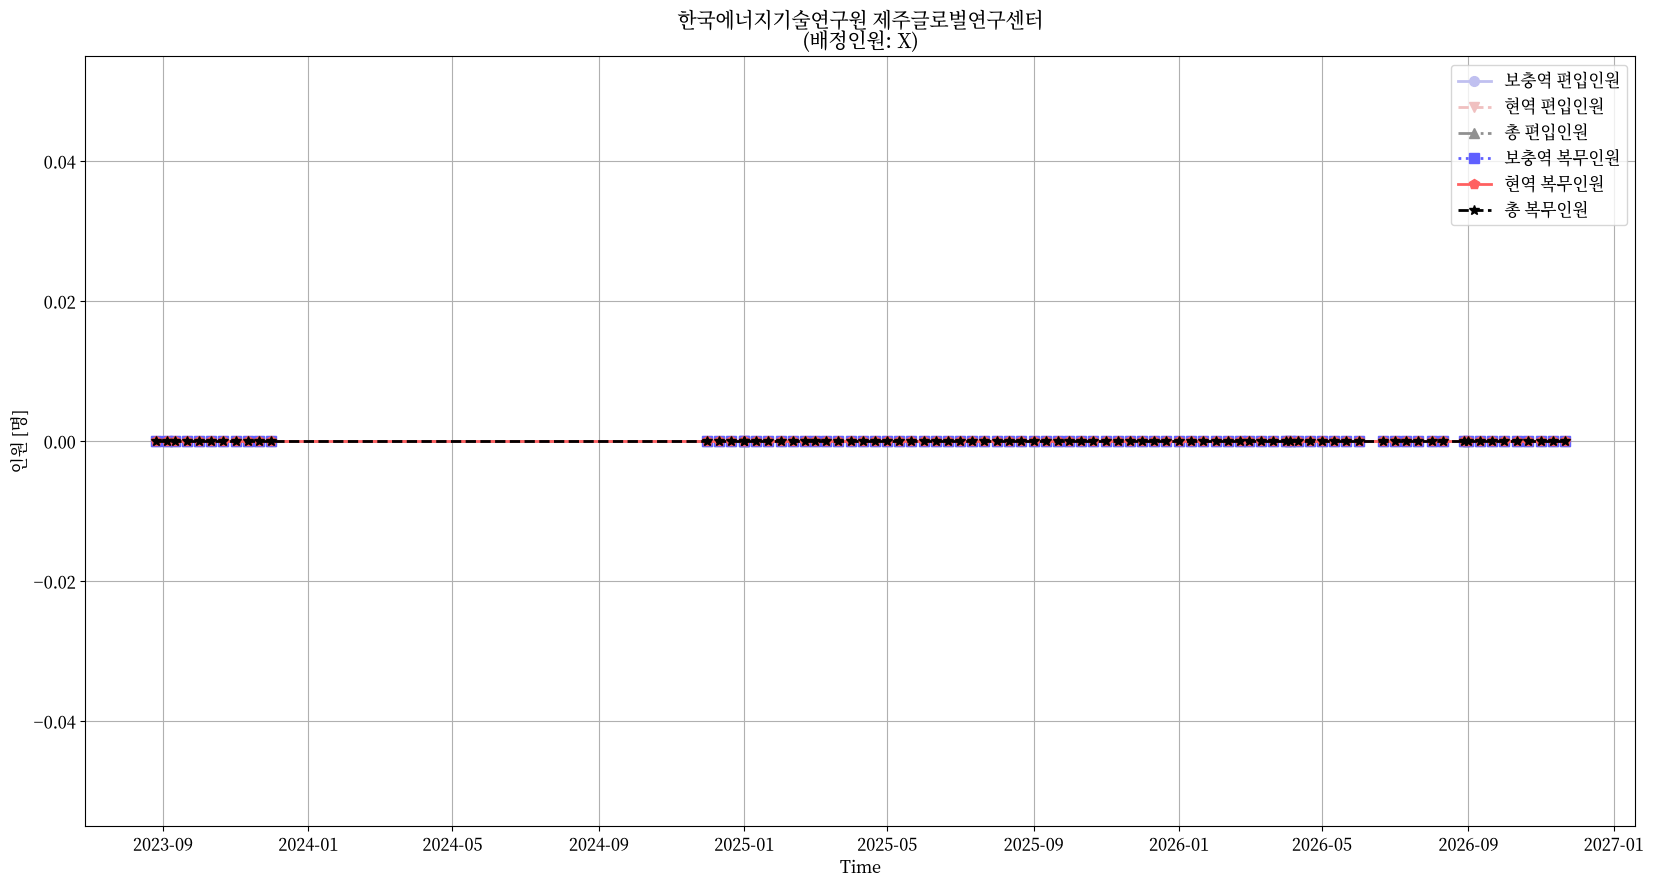 한국에너지기술연구원 제주글로벌연구센터
(배정인원: X)
보충역 편입인원
현역 편입인원
총 편입인원
보충역 복무인원
현역 복무인원
총 복무인원
인원 [명]
0.04
0.02
0.00
−0.02
−0.04
2023-09 2024-01 2024-05 2024-09 2025-01 2025-05 2025-09 2026-01 2026-05 2026-09 2027-01
Time